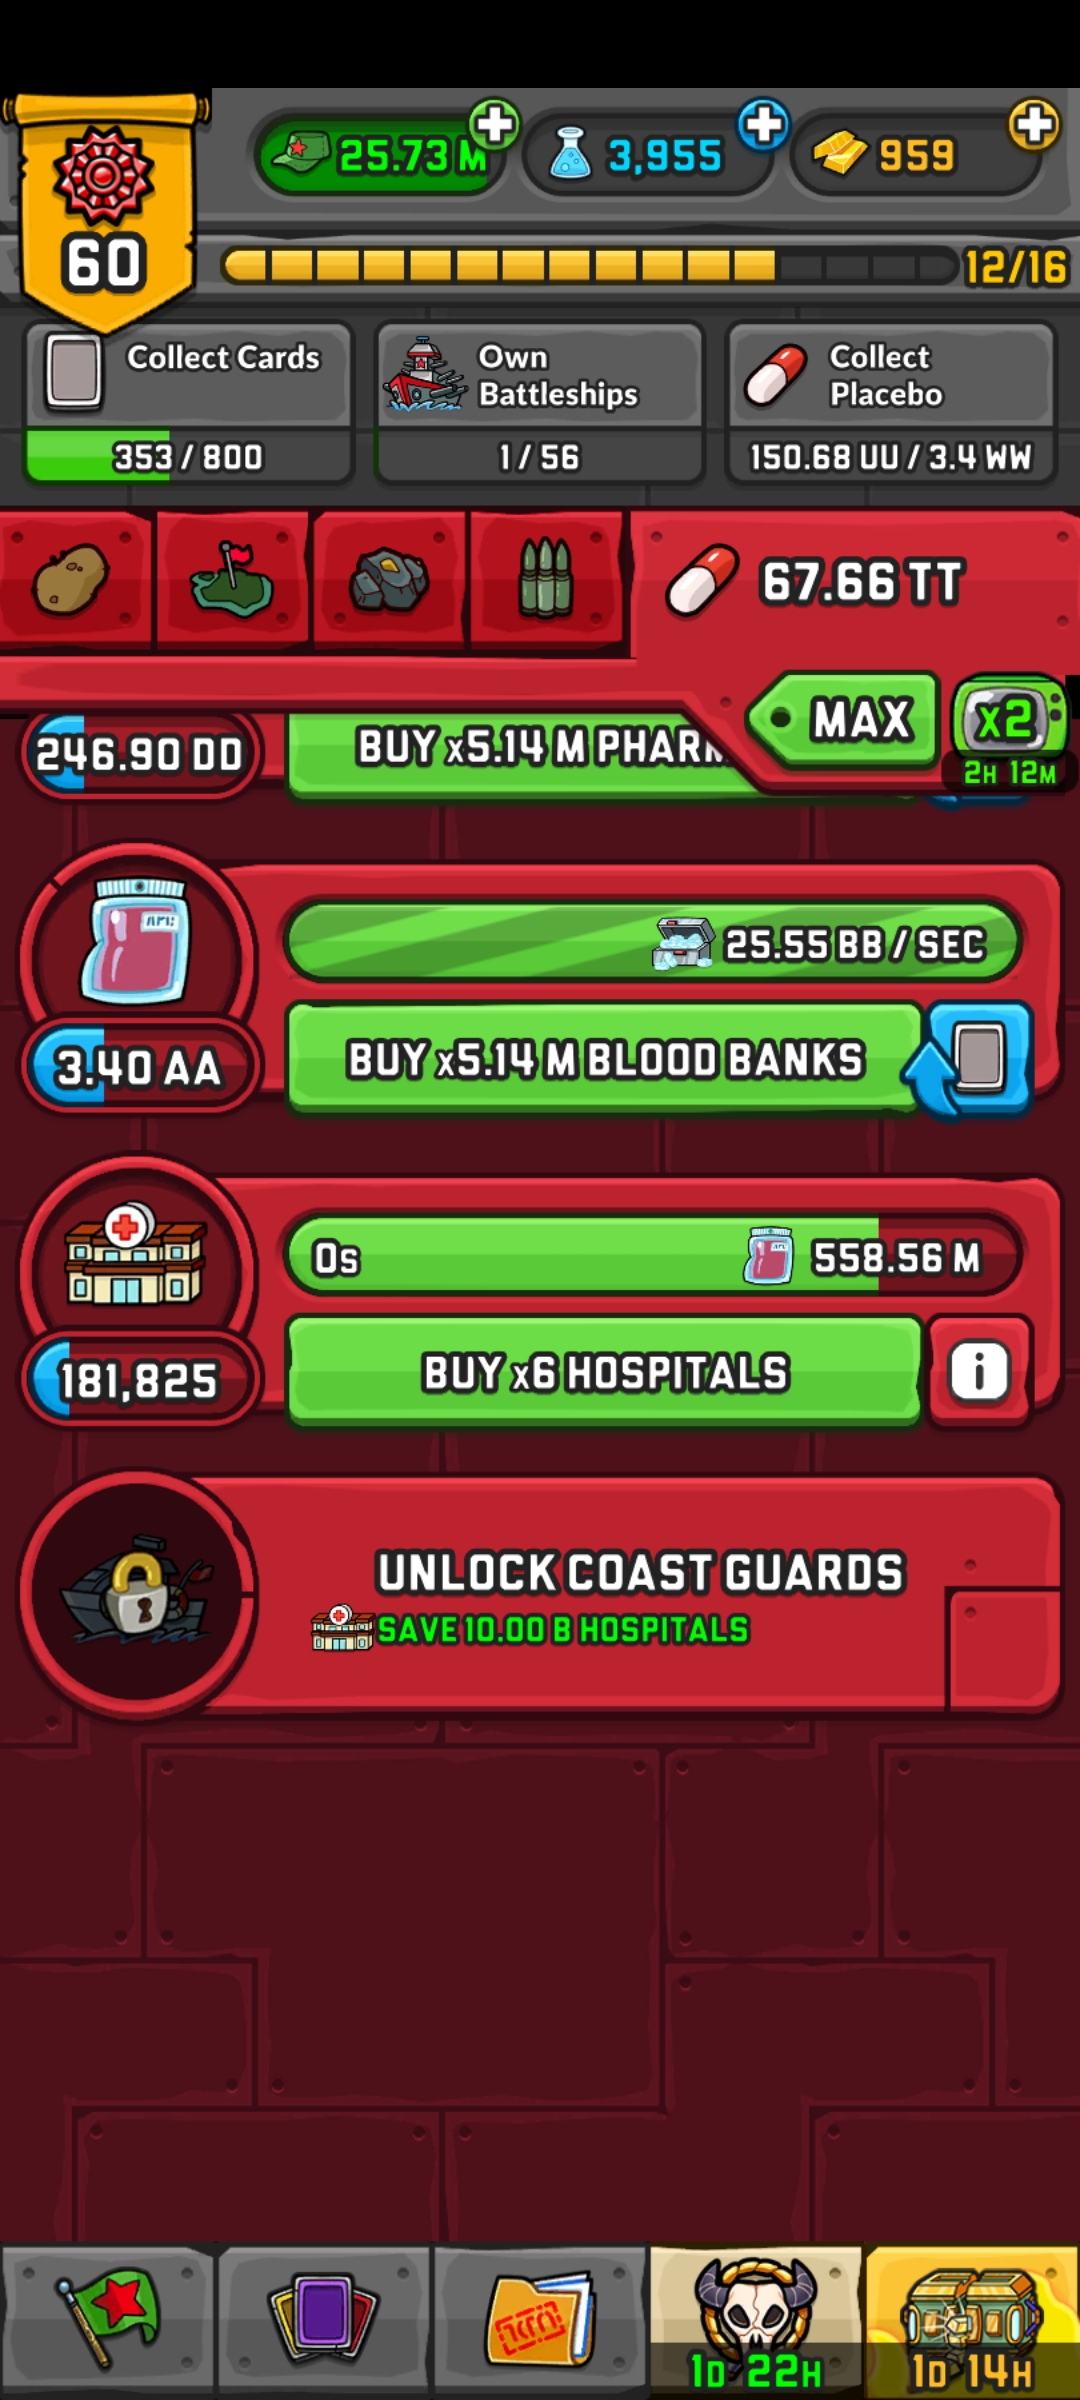 25.73 M
3,955
959
60
12/16
Collect Cards
353 / 800
Own
Battleships
1 / 56
Collect
Placebo
150.68 UU / 3.4 WW
67.66 TT
MAX
x2
2H 12M
246.90 DD
BUY x5.14 M PHARM
25.55 BB / SEC
3.40 AA
BUY x5.14 M BLOOD BANKS
0s
558.56 M
181,825
BUY x6 HOSPITALS
i
UNLOCK COAST GUARDS
SAVE 10.00 B HOSPITALS
1D 22H
1D 14H